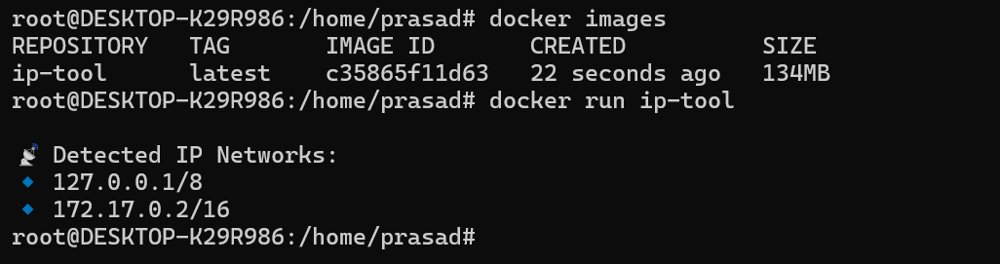 root@DESKTOP-K29R986:/home/prasad# docker images
REPOSITORY   TAG       IMAGE ID       CREATED          SIZE
ip-tool      latest    c35865f11d63   22 seconds ago   134MB
root@DESKTOP-K29R986:/home/prasad# docker run ip-tool
📡 Detected IP Networks:
🔹 127.0.0.1/8
🔹 172.17.0.2/16
root@DESKTOP-K29R986:/home/prasad#